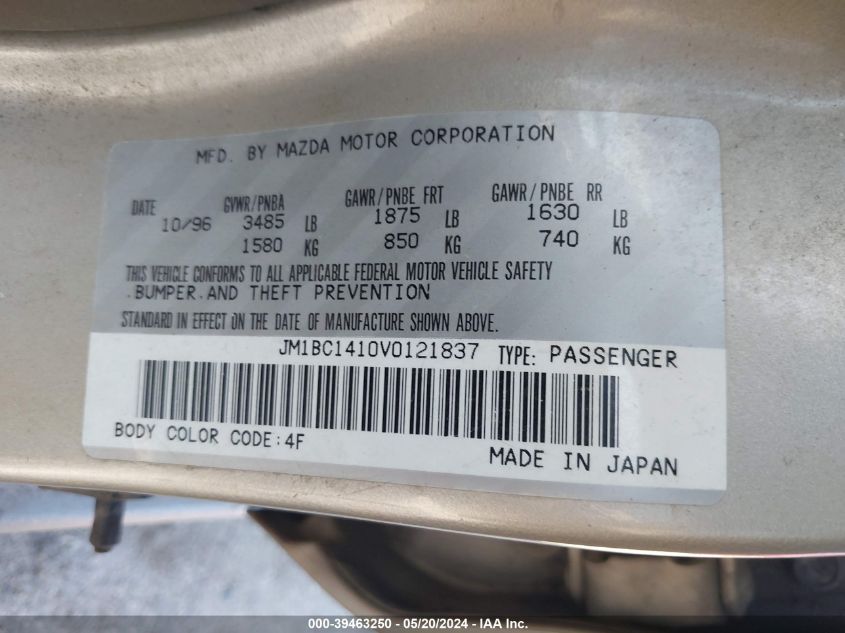 MFD. BY MAZDA MOTOR CORPORATION
DATE GVWR/PNBA GAWR/PNBE FRT GAWR/PNBE RR
10/96 3485 LB 1875 LB 1630 LB
1580 KG 850 KG 740 KG
THIS VEHICLE CONFORMS TO ALL APPLICABLE FEDERAL MOTOR VEHICLE SAFETY
.BUMPER.AND THEFT PREVENTION
STANDARD IN EFFECT ON THE DATE OF MANUFACTURE SHOWN ABOVE.
JM1BC1410V0121837 TYPE: PASSENGER
BODY COLOR CODE:4F
MADE IN JAPAN
000-39463250 - 05/20/2024 - IAA Inc.